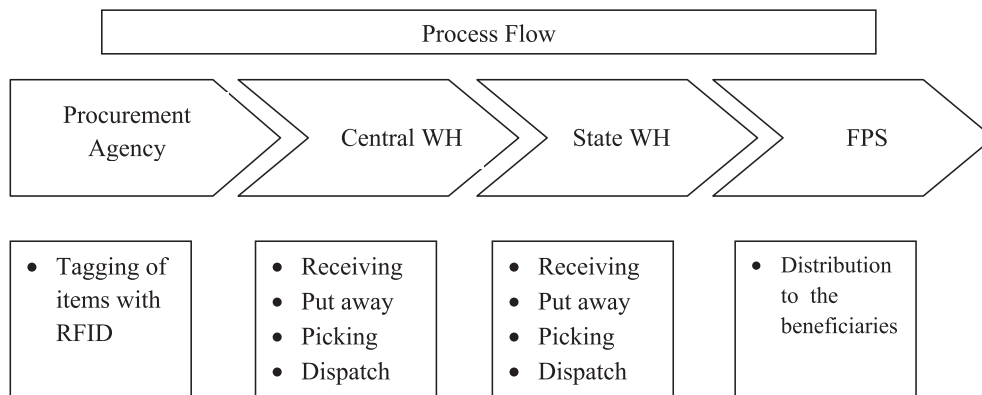 Process Flow
Procurement
Agency
Central WH
State WH
FPS
• Tagging of
items with
RFID
• Receiving
• Put away
• Picking
• Dispatch
• Receiving
• Put away
• Picking
• Dispatch
• Distribution
to the
beneficiaries